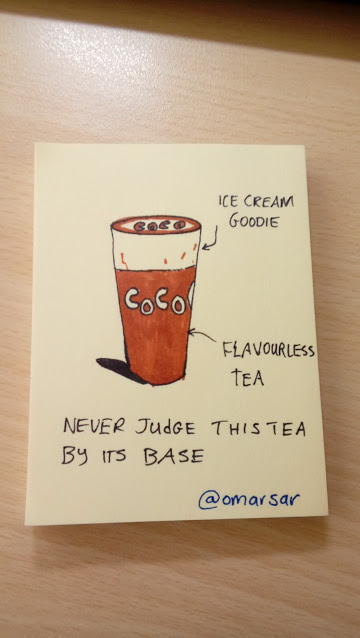 ICE CREAM
GOODIE
COCO
COCO
FLAVOURLESS
TEA
NEVER JUDGE THIS TEA
BY ITS BASE
@omarsar